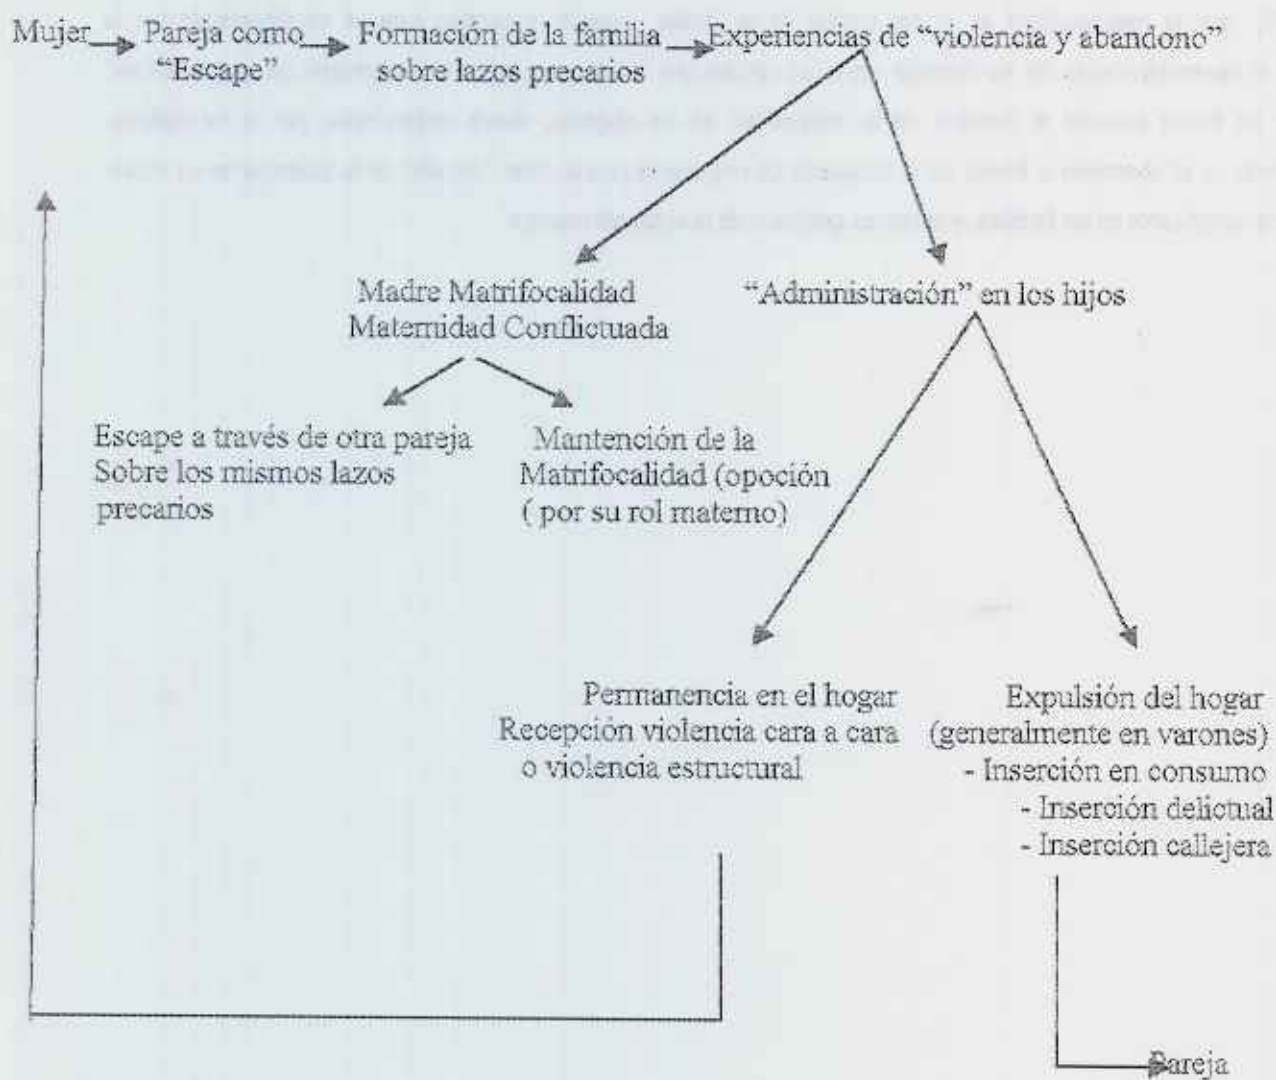 Mujer Pareja como Formación de la familia Experiencias de “violencia y abandono”
“Escape” sobre lazos precarios
Madre Matrifocalidad
Maternidad Conflictuada
“Administración” en los hijos
Escape a través de otra pareja
Sobre los mismos lazos
precarios
Mantención de la
Matrifocalidad (opoción
( por su rol materno)
Permanencia en el hogar
Recepción violencia cara a cara
o violencia estructural
Expulsión del hogar
(generalmente en varones)
- Inserción en consumo
- Inserción delictual
- Inserción callejera
Pareja